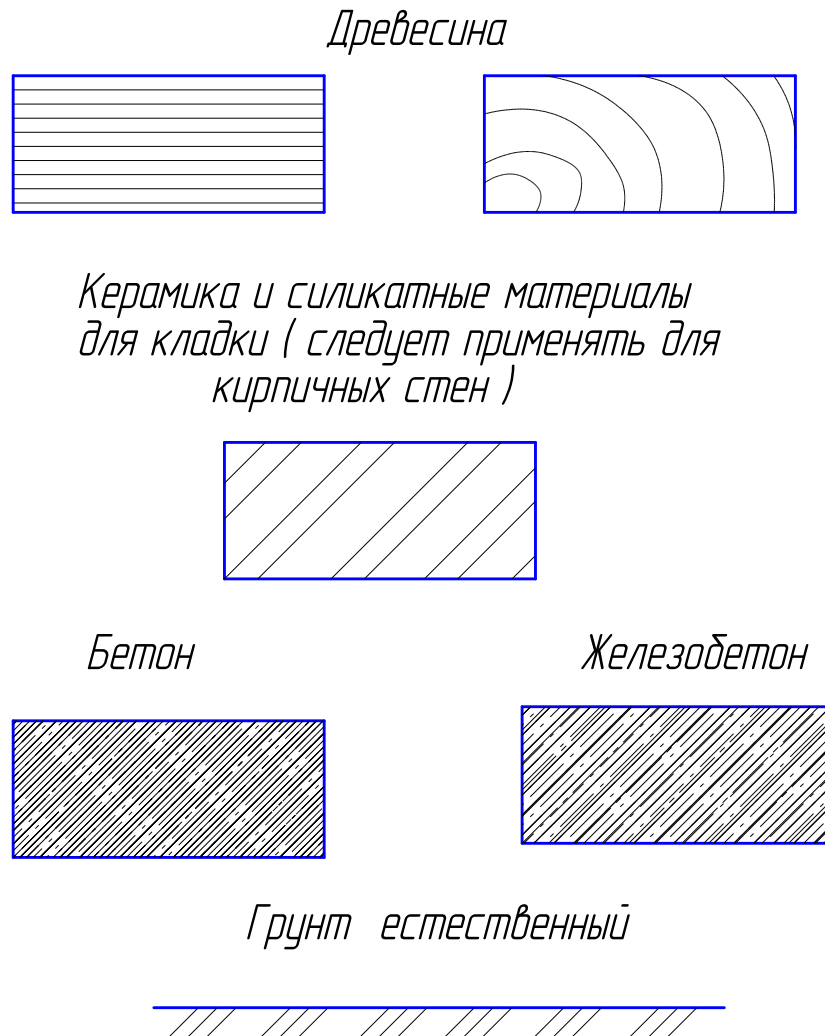 Древесина
Керамика и силикатные материалы
для кладки ( следует применять для
кирпичных стен )
Бетон
Железобетон
Грунт естественный